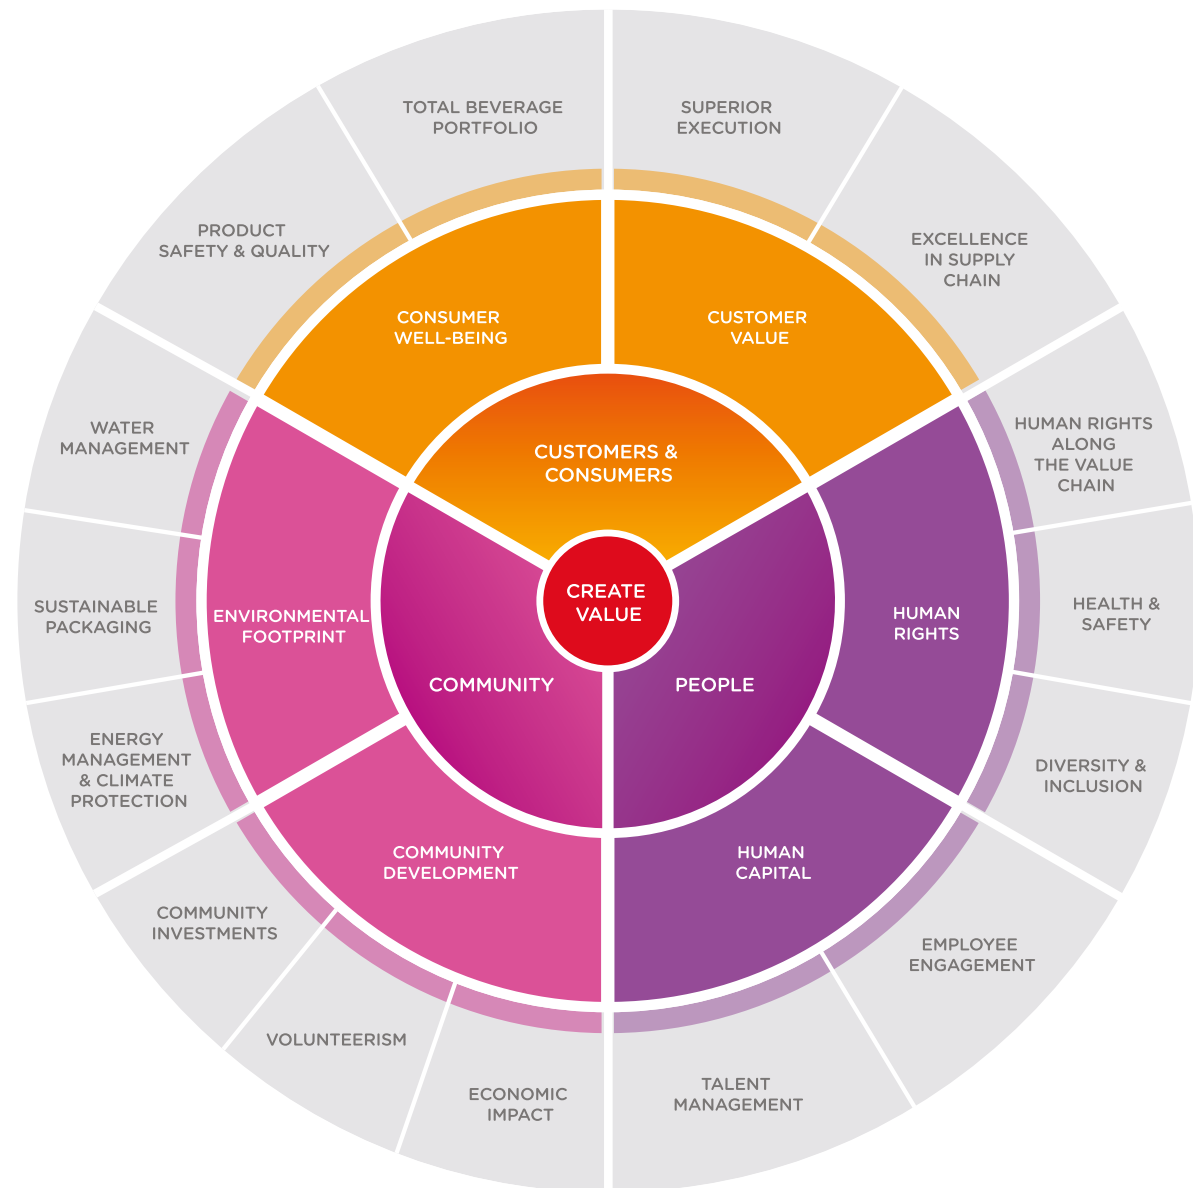 TOTAL BEVERAGE
PORTFOLIO
SUPERIOR
EXECUTION
PRODUCT
SAFETY & QUALITY
EXCELLENCE
IN SUPPLY
CHAIN
CONSUMER
WELL-BEING
CUSTOMER
VALUE
WATER
MANAGEMENT
CUSTOMERS &
CONSUMERS
HUMAN RIGHTS
ALONG
THE VALUE
CHAIN
SUSTAINABLE
PACKAGING
ENVIRONMENTAL
FOOTPRINT
CREATE
VALUE
HUMAN
RIGHTS
HEALTH &
SAFETY
COMMUNITY
PEOPLE
ENERGY
MANAGEMENT
& CLIMATE
PROTECTION
DIVERSITY &
INCLUSION
COMMUNITY
DEVELOPMENT
HUMAN
CAPITAL
COMMUNITY
INVESTMENTS
EMPLOYEE
ENGAGEMENT
VOLUNTEERISM
ECONOMIC
IMPACT
TALENT
MANAGEMENT